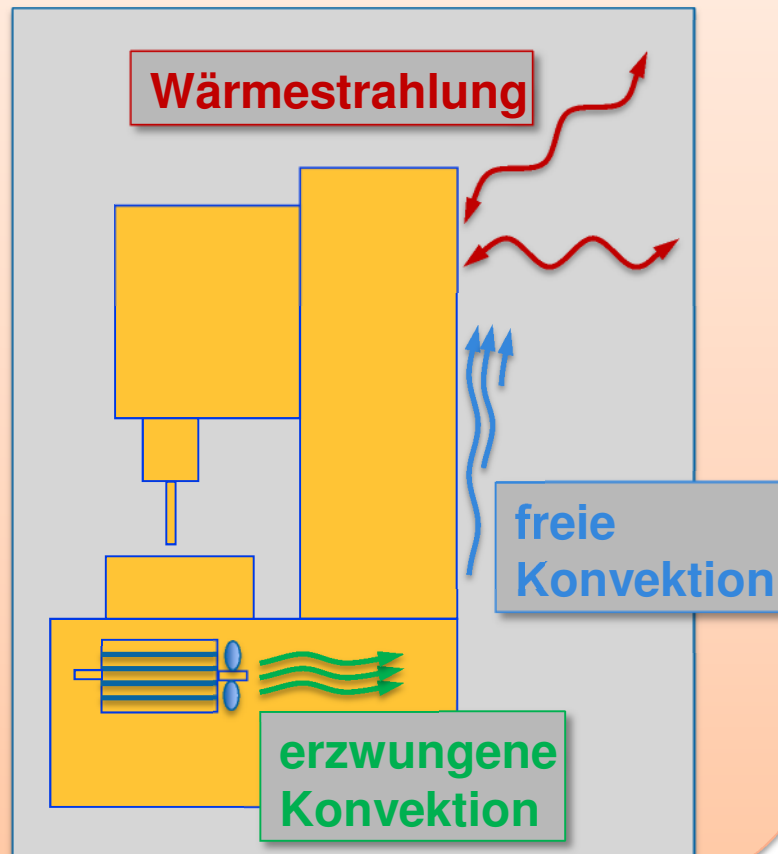 Wärmestrahlung
freie
Konvektion
erzwungene
Konvektion